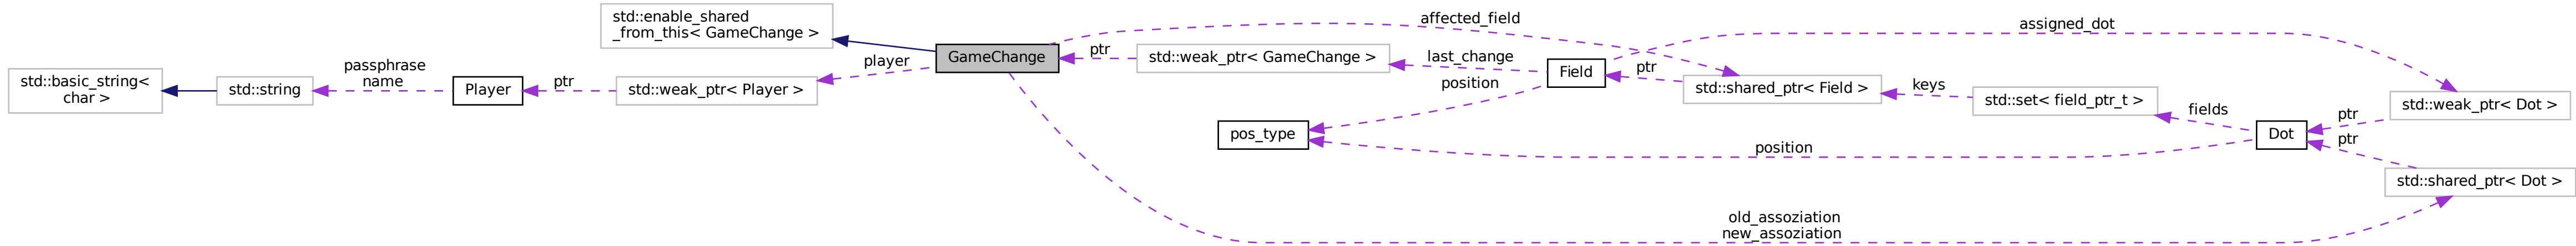 std::basic_string<
char >
std::string
passphrase
name
Player
ptr
std::weak_ptr< Player >
std::enable_shared
_from_this< GameChange >
player
GameChange
ptr
std::weak_ptr< GameChange >
affected_field
last_change
position
pos_type
Field
ptr
std::shared_ptr< Field >
keys
std::set< field_ptr_t >
assigned_dot
fields
Dot
position
ptr
ptr
std::weak_ptr< Dot >
std::shared_ptr< Dot >
old_assoziation
new_assoziation